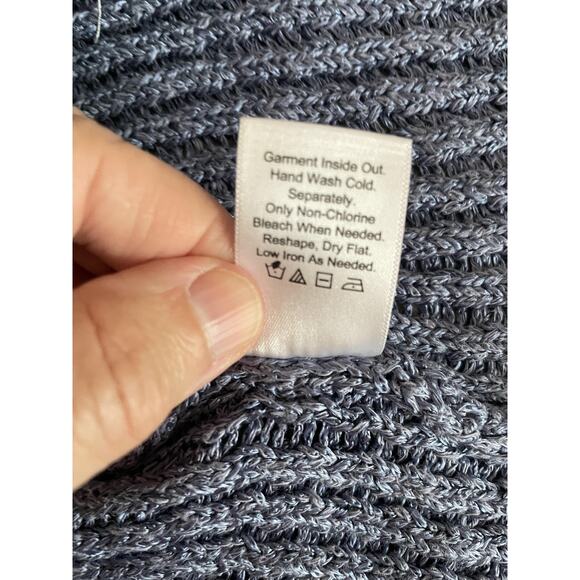 Garment Inside Out.
Hand Wash Cold.
Separately.
Only Non-Chlorine
Bleach When Needed.
Reshape, Dry Flat.
Low Iron As Needed.